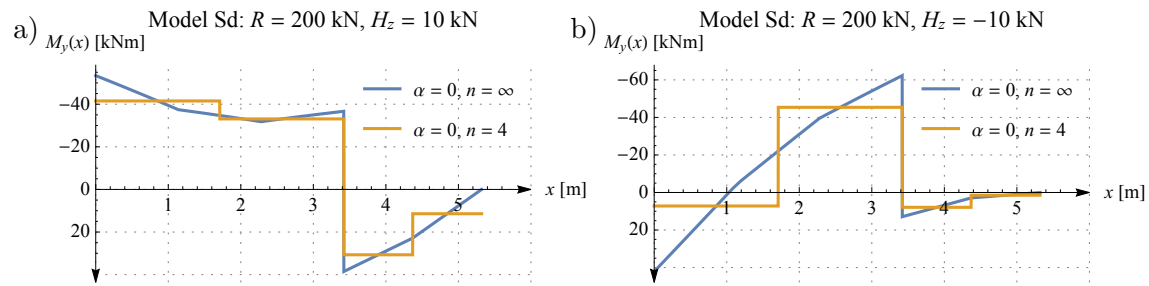 a)
Model Sd: R = 200 kN, H_z = 10 kN
M_y(x) [kNm]
−40
−20
0
20
1
2
3
4
5
x [m]
α = 0, n = ∞
α = 0, n = 4
b)
Model Sd: R = 200 kN, H_z = −10 kN
M_y(x) [kNm]
−60
−40
−20
0
20
1
2
3
4
5
x [m]
α = 0, n = ∞
α = 0, n = 4